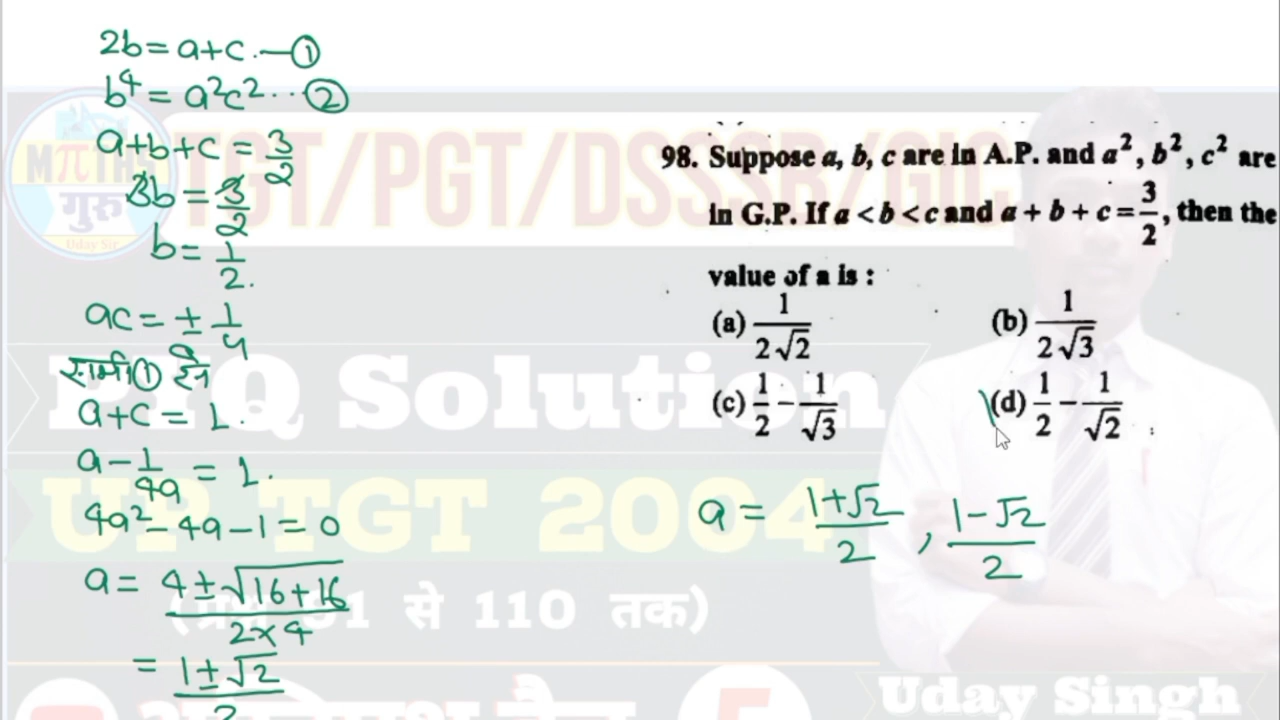 2b = a+c. —①
b⁴ = a²c² .. ②
a+b+c = 3/2
3b = 3/2
b = 1/2.
ac = ± 1/4
समी० ① से
a+c = 1.
a - 1/4a = 1.
4a² - 4a - 1 = 0
a = 4 ± √16+16 / 2×4
= 1 ± √2 / 2
98. Suppose a, b, c are in A.P. and a², b², c² are
in G.P. If a < b < c and a + b + c = 3/2, then the
value of a is :
(a) 1/2√2 (b) 1/2√3
(c) 1/2 - 1/√3 (d) 1/2 - 1/√2
a = 1+√2/2 , 1-√2/2
MπTHS
गुरु
Uday Sir
TGT/PGT/DSSSB/GIC
PYQ Solution
UP TGT 2004
(प्रश्न 91 से 110 तक)
Uday Singh